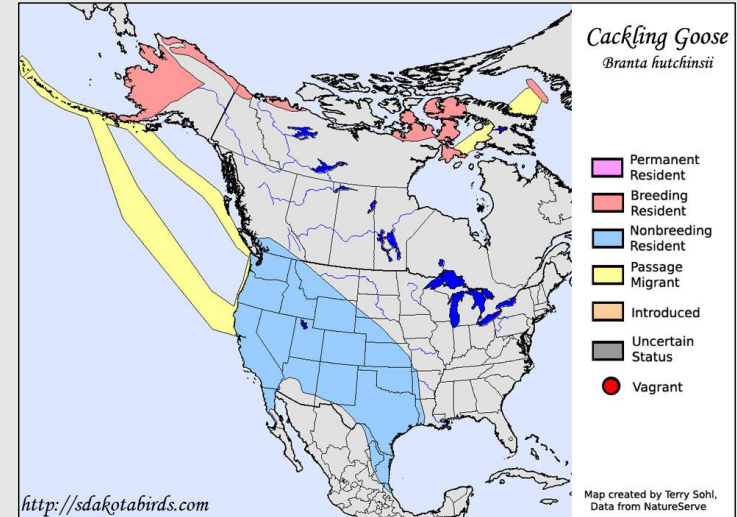 Cackling Goose
Branta hutchinsii
Permanent
Resident
Breeding
Resident
Nonbreeding
Resident
Passage
Migrant
Introduced
Uncertain
Status
Vagrant
Map created by Terry Sohl,
Data from NatureServe
http://sdakotabirds.com